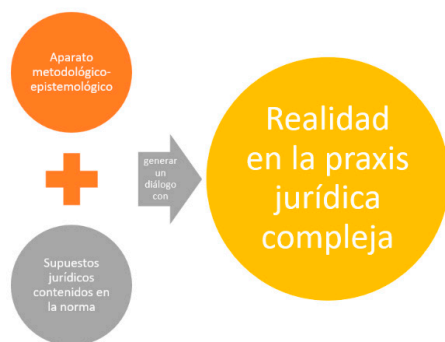 Aparato
metodológico-
epistemológico
generar
un
diálogo
con
Supuestos
jurídicos
contenidos en
la norma
Realidad
en la praxis
jurídica
compleja